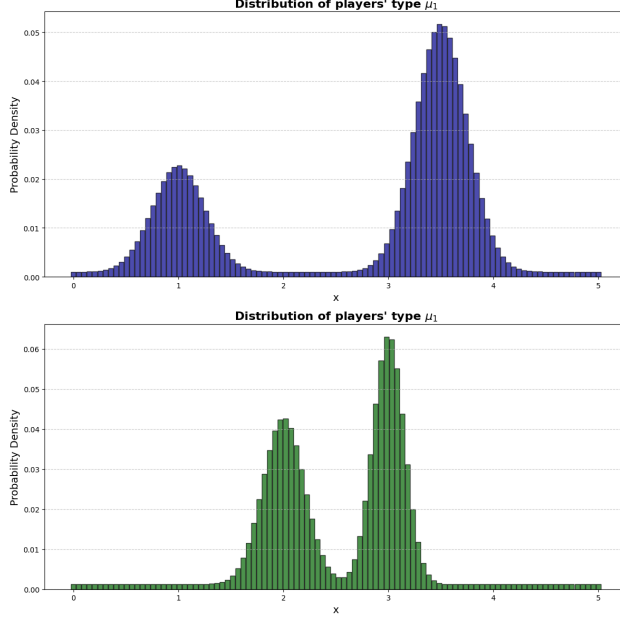 Distribution of players' type μ₁
0.05
0.04
0.03
0.02
0.01
0.00
Probability Density
0 1 2 3 4 5
x
Distribution of players' type μ₁
0.06
0.05
0.04
0.03
0.02
0.01
0.00
Probability Density
0 1 2 3 4 5
x